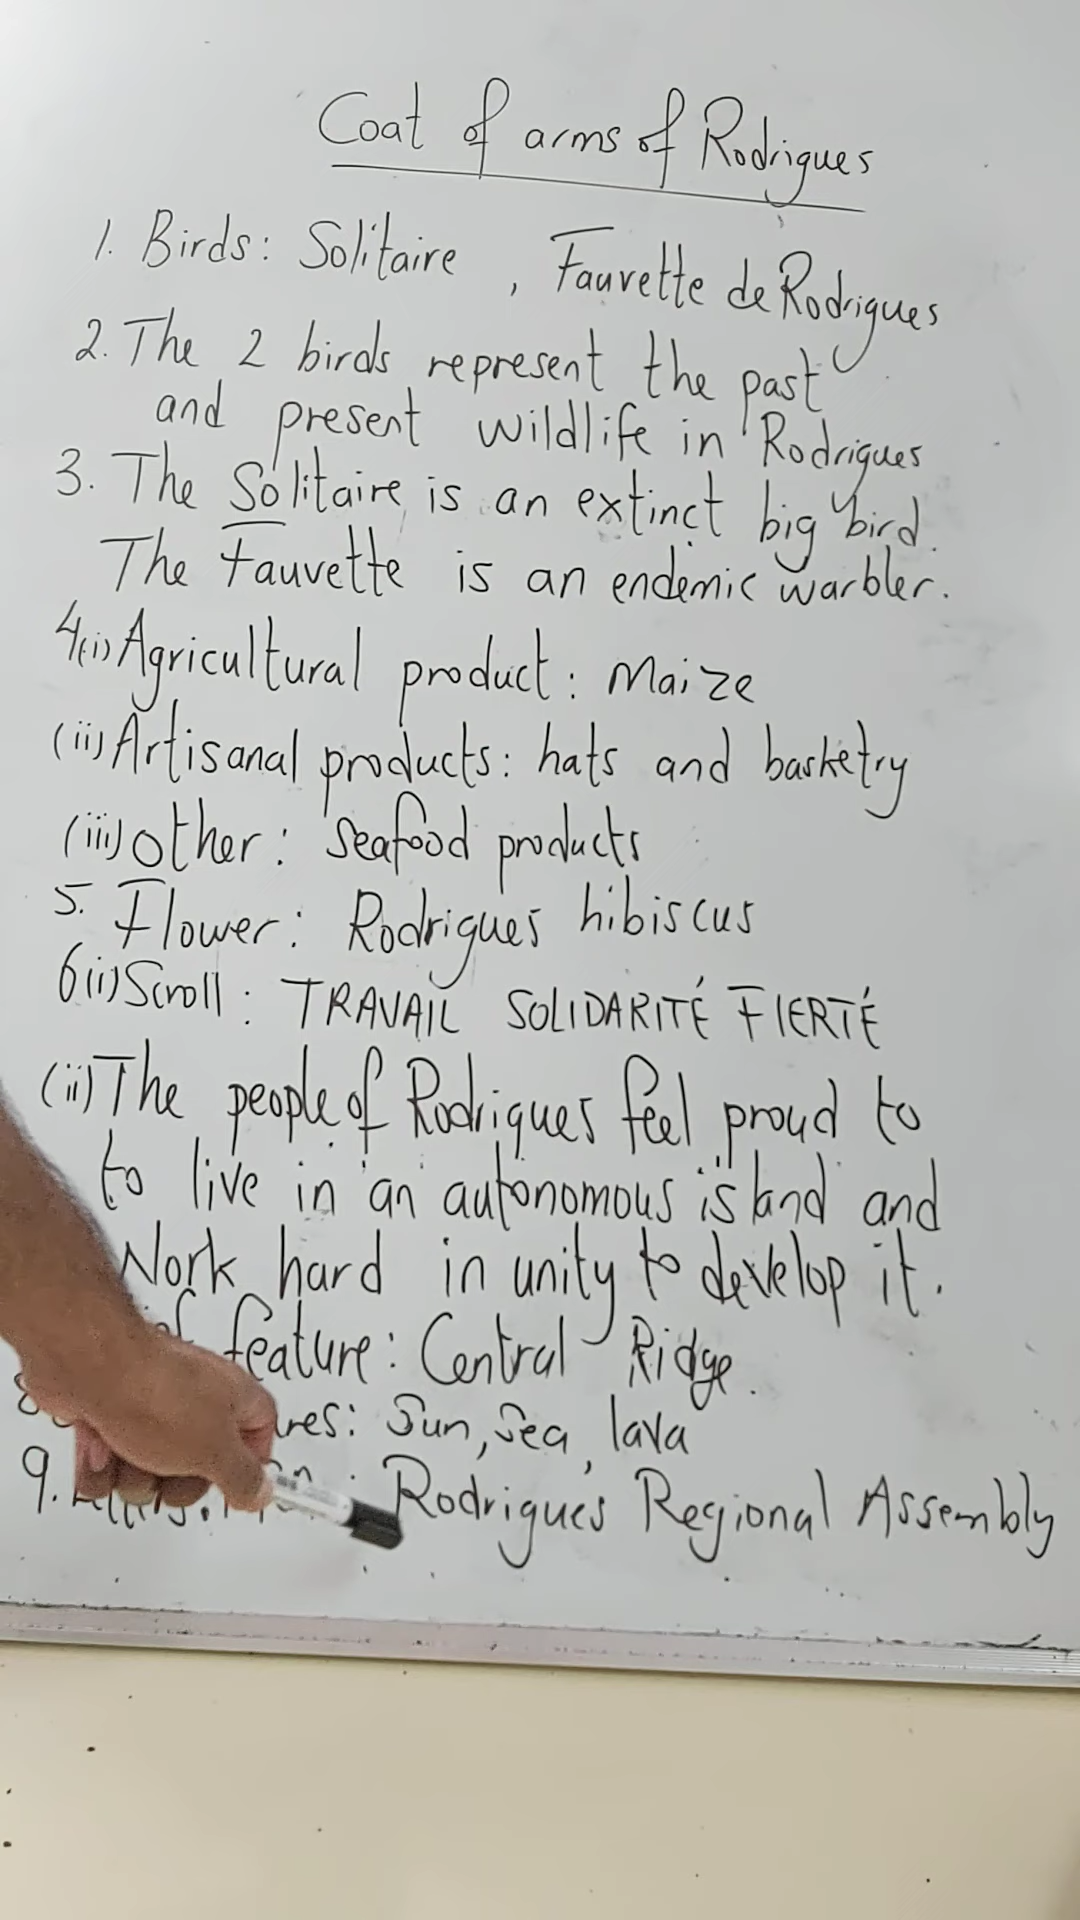 Coat of arms of Rodrigues
1. Birds: Solitaire, Fauvette de Rodrigues
2. The 2 birds represent the past
and present wildlife in Rodrigues
3. The Solitaire is an extinct big bird.
The Fauvette is an endemic warbler.
4(i) Agricultural product: Maize
(ii) Artisanal products: hats and basketry
(iii) Other: Seafood products
5. Flower: Rodrigues hibiscus
6(i) Scroll: TRAVAIL SOLIDARITÉ FIERTÉ
(ii) The people of Rodrigues feel proud to
to live in an autonomous island and
Work hard in unity to develop it.
feature: Central Ridge.
Sun, Sea, lava
9. Rodrigues Regional Assembly